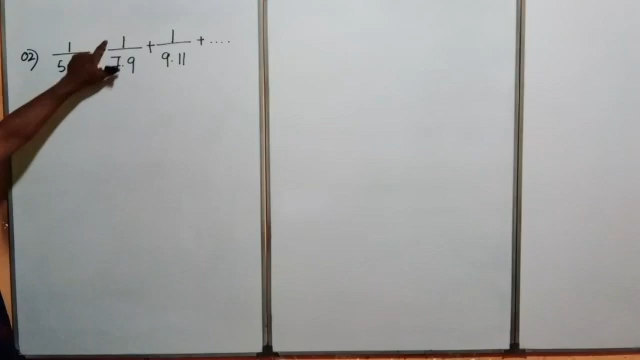 02) 1/5 1/7.9 + 1/9.11 + ....